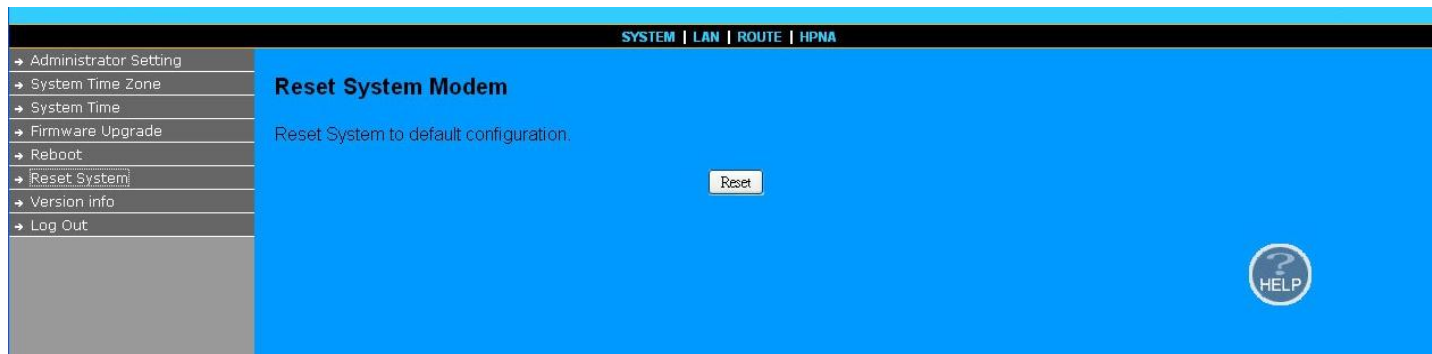 SYSTEM | LAN | ROUTE | HPNA
→ Administrator Setting
→ System Time Zone
→ System Time
→ Firmware Upgrade
→ Reboot
→ Reset System
→ Version info
→ Log Out
Reset System Modem
Reset System to default configuration.
Reset
?
HELP